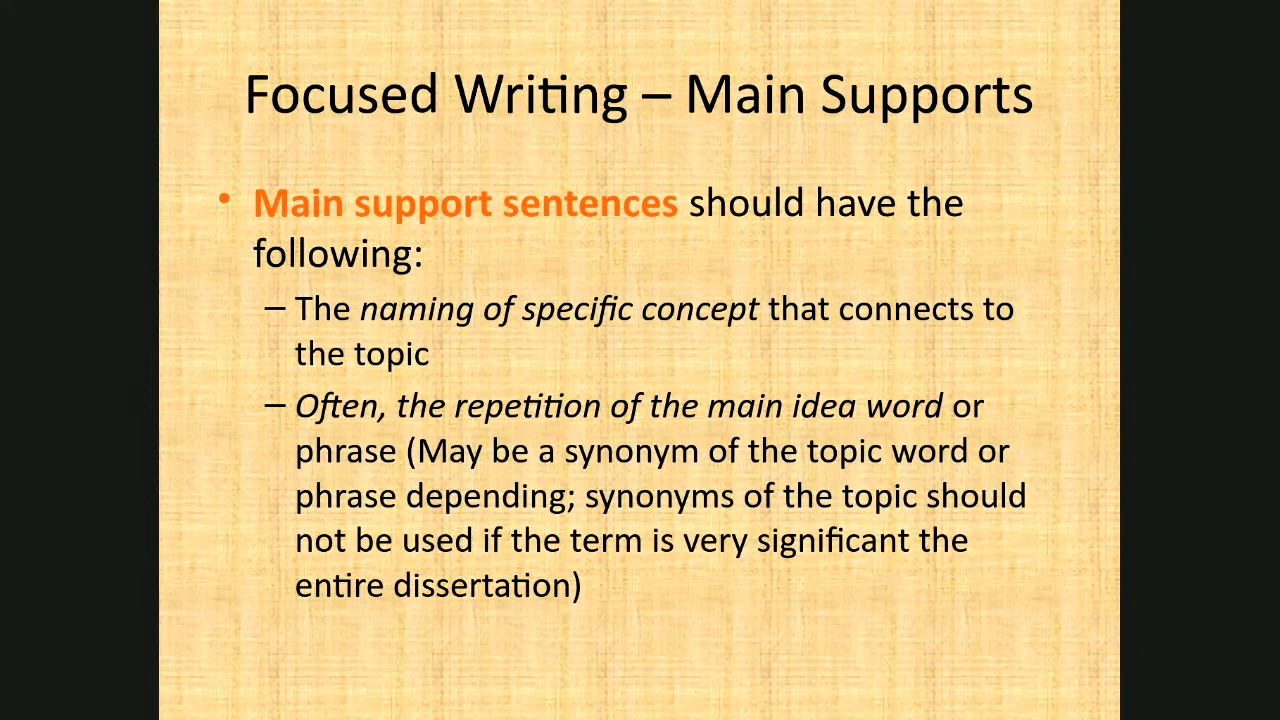 Focused Writing – Main Supports
• Main support sentences should have the
following:
– The naming of specific concept that connects to
the topic
– Often, the repetition of the main idea word or
phrase (May be a synonym of the topic word or
phrase depending; synonyms of the topic should
not be used if the term is very significant the
entire dissertation)